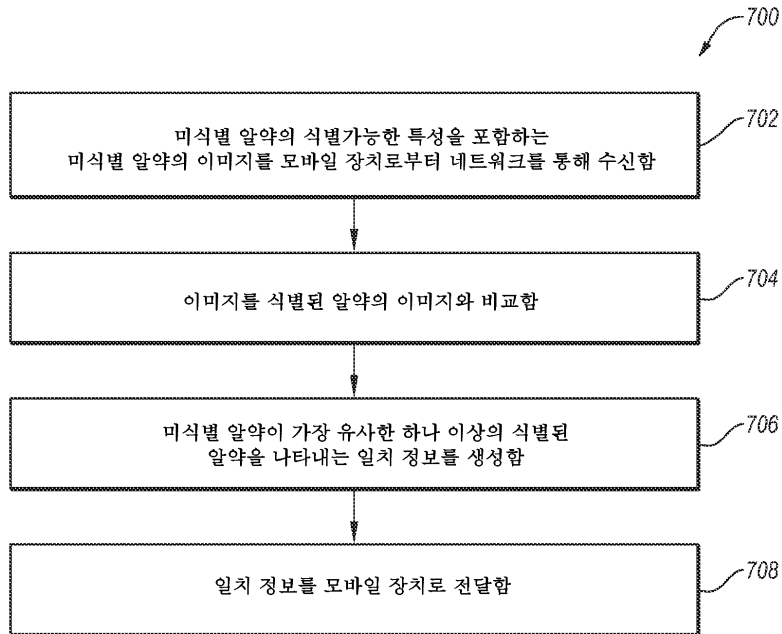 700
702
미식별 알약의 식별가능한 특성을 포함하는
미식별 알약의 이미지를 모바일 장치로부터 네트워크를 통해 수신함
704
이미지를 식별된 알약의 이미지와 비교함
706
미식별 알약이 가장 유사한 하나 이상의 식별된
알약을 나타내는 일치 정보를 생성함
708
일치 정보를 모바일 장치로 전달함